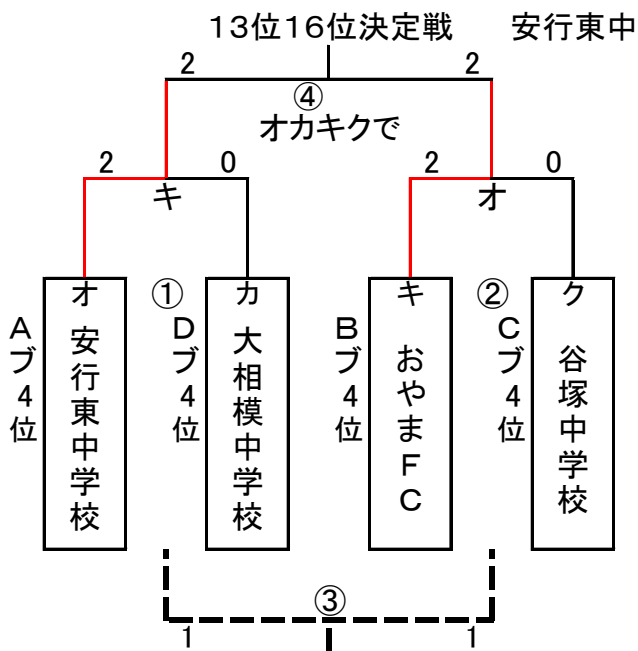 13位16位決定戦 安行東中
2 2
④
オカキクで
2 0 2 0
キ オ
オ ① カ キ ② ク
Aブ4位
安行東中学校
Dブ4位
大相模中学校
Bブ4位
おやまFC
Cブ4位
谷塚中学校
③
1 1